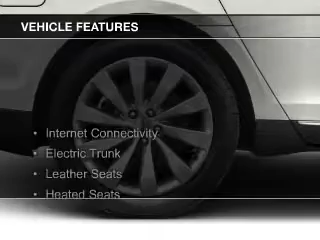 VEHICLE FEATURES
• Internet Connectivity
• Electric Trunk
• Leather Seats
• Heated Seats